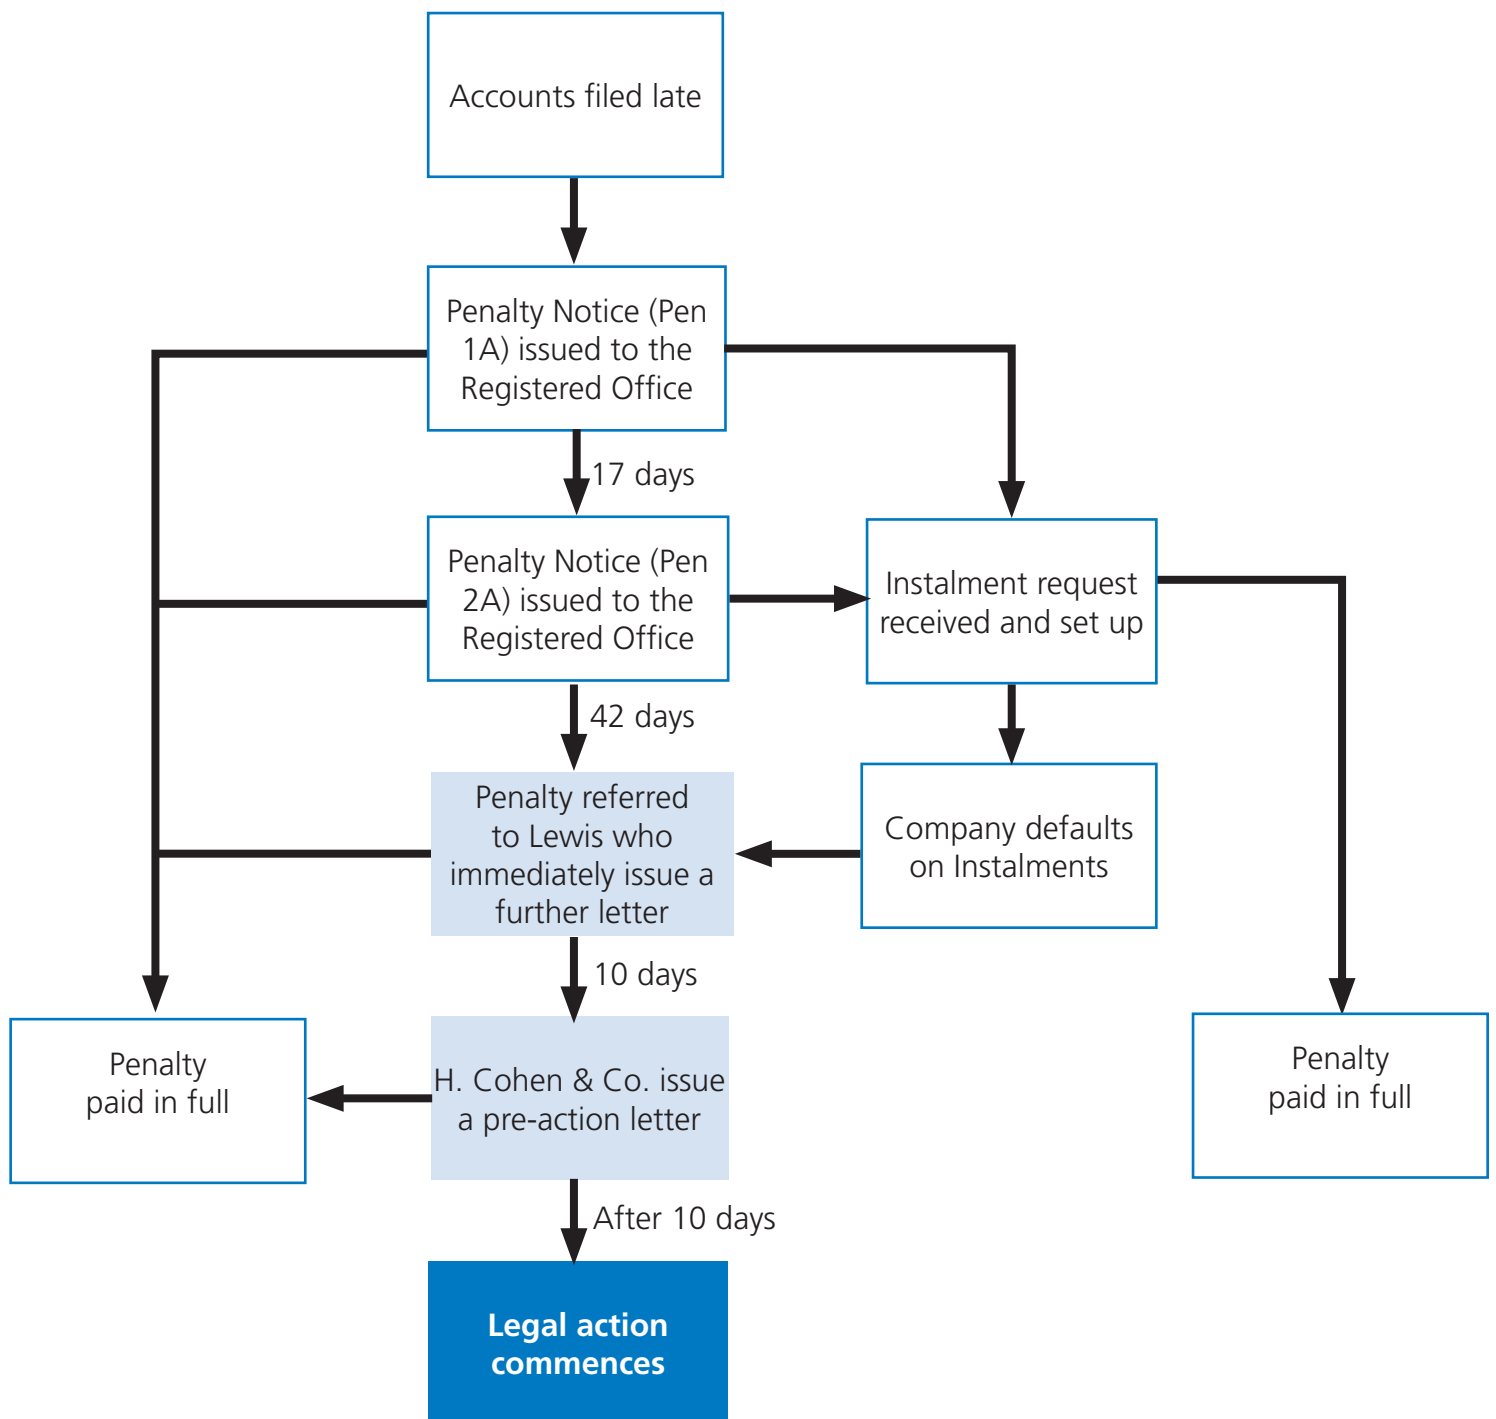 Accounts filed late
Penalty Notice (Pen
1A) issued to the
Registered Office
17 days
Penalty Notice (Pen
2A) issued to the
Registered Office
Instalment request
received and set up
42 days
Penalty referred
to Lewis who
immediately issue a
further letter
Company defaults
on Instalments
10 days
Penalty
paid in full
H. Cohen & Co. issue
a pre-action letter
Penalty
paid in full
After 10 days
Legal action
commences